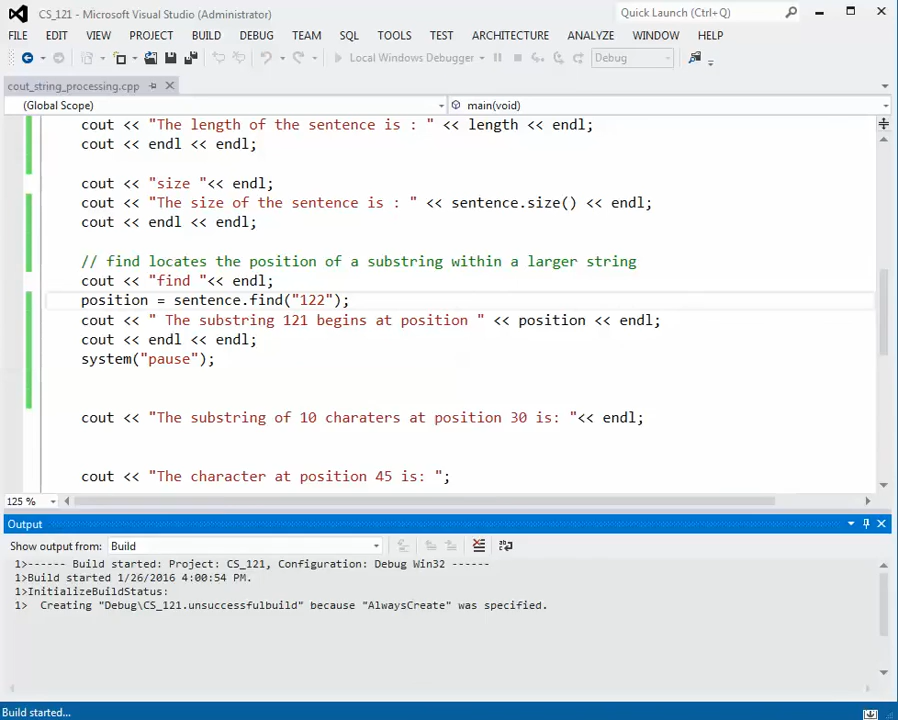 CS_121 - Microsoft Visual Studio (Administrator)
Quick Launch (Ctrl+Q)
FILE EDIT VIEW PROJECT BUILD DEBUG TEAM SQL TOOLS TEST ARCHITECTURE ANALYZE WINDOW HELP
Local Windows Debugger Debug
cout_string_processing.cpp
(Global Scope) main(void)
cout << "The length of the sentence is : " << length << endl;
cout << endl << endl;
cout << "size "<< endl;
cout << "The size of the sentence is : " << sentence.size() << endl;
cout << endl << endl;
// find locates the position of a substring within a larger string
cout << "find "<< endl;
position = sentence.find("122");
cout << " The substring 121 begins at position " << position << endl;
cout << endl << endl;
system("pause");
cout << "The substring of 10 charaters at position 30 is: "<< endl;
cout << "The character at position 45 is: ";
125 %
Output
Show output from: Build
1>------ Build started: Project: CS_121, Configuration: Debug Win32 ------
1>Build started 1/26/2016 4:00:54 PM.
1>InitializeBuildStatus:
1>  Creating "Debug\CS_121.unsuccessfulbuild" because "AlwaysCreate" was specified.
Build started...